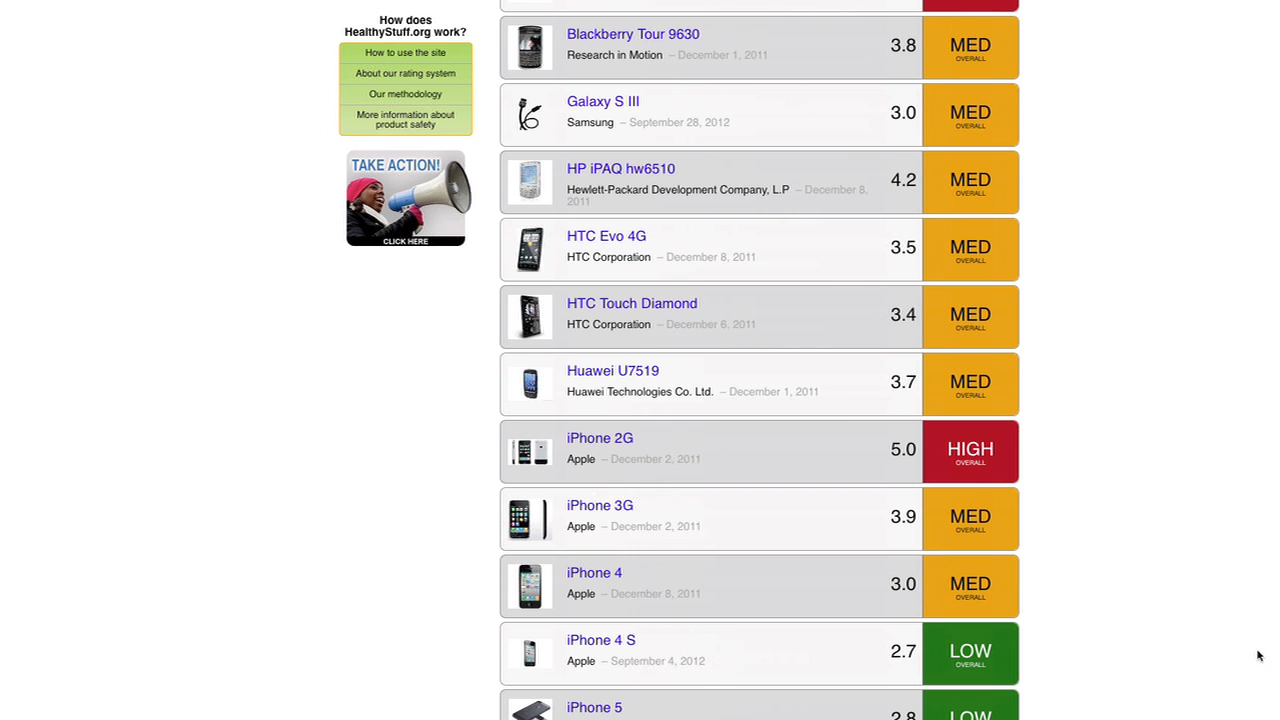 How does
HealthyStuff.org work?
How to use the site
About our rating system
Our methodology
More information about
product safety
TAKE ACTION!
CLICK HERE
Blackberry Tour 9630
Research in Motion – December 1, 2011
3.8
MED
OVERALL
Galaxy S III
Samsung – September 28, 2012
3.0
MED
OVERALL
HP iPAQ hw6510
Hewlett-Packard Development Company, L.P – December 8,
2011
4.2
MED
OVERALL
HTC Evo 4G
HTC Corporation – December 8, 2011
3.5
MED
OVERALL
HTC Touch Diamond
HTC Corporation – December 6, 2011
3.4
MED
OVERALL
Huawei U7519
Huawei Technologies Co. Ltd. – December 1, 2011
3.7
MED
OVERALL
iPhone 2G
Apple – December 2, 2011
5.0
HIGH
OVERALL
iPhone 3G
Apple – December 2, 2011
3.9
MED
OVERALL
iPhone 4
Apple – December 8, 2011
3.0
MED
OVERALL
iPhone 4 S
Apple – September 4, 2012
2.7
LOW
OVERALL
iPhone 5
2.8
LOW